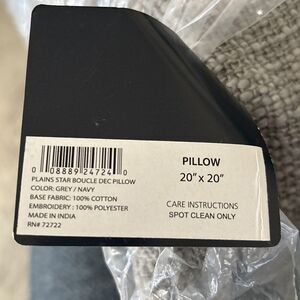 0 08889 24724 0
PLAINS STAR BOUCLE DEC PILLOW
COLOR: GREY / NAVY
BASE FABRIC: 100% COTTON
EMBROIDERY : 100% POLYESTER
MADE IN INDIA
RN# 72722
PILLOW
20" x 20"
CARE INSTRUCTIONS
SPOT CLEAN ONLY